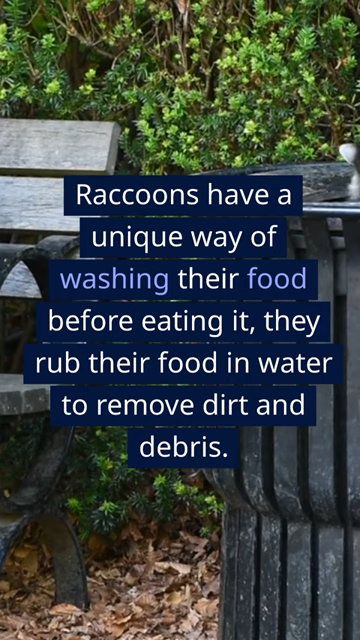 Raccoons have a
unique way of
washing their food
before eating it, they
rub their food in water
to remove dirt and
debris.